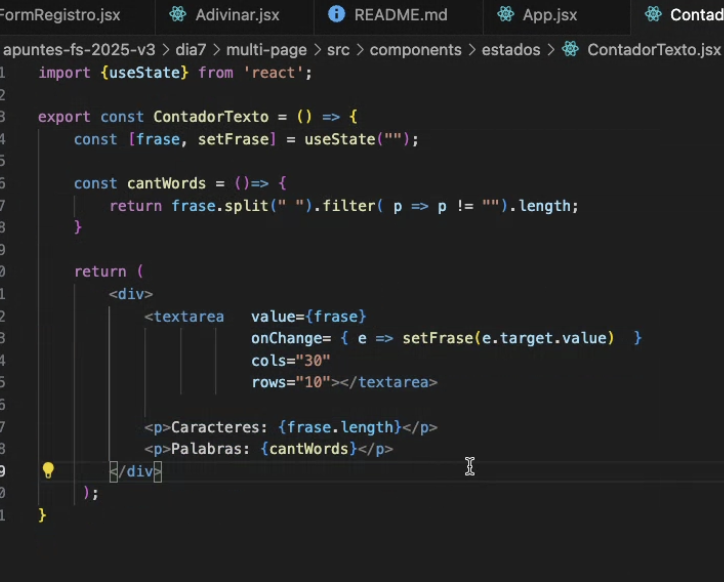 FormRegistro.jsx Adivinar.jsx README.md App.jsx Contad
apuntes-fs-2025-v3 > dia7 > multi-page > src > components > estados > ContadorTexto.jsx
1 import {useState} from 'react';
2
3 export const ContadorTexto = () => {
4     const [frase, setFrase] = useState("");
5
6     const cantWords = ()=> {
7         return frase.split(" ").filter( p => p != "").length;
8     }
9
0     return (
1         <div>
2             <textarea   value={frase}
3                         onChange= { e => setFrase(e.target.value)  }
4                         cols="30"
5                         rows="10"></textarea>
6
7             <p>Caracteres: {frase.length}</p>
8             <p>Palabras: {cantWords}</p>
9         </div>
0      );
1 }